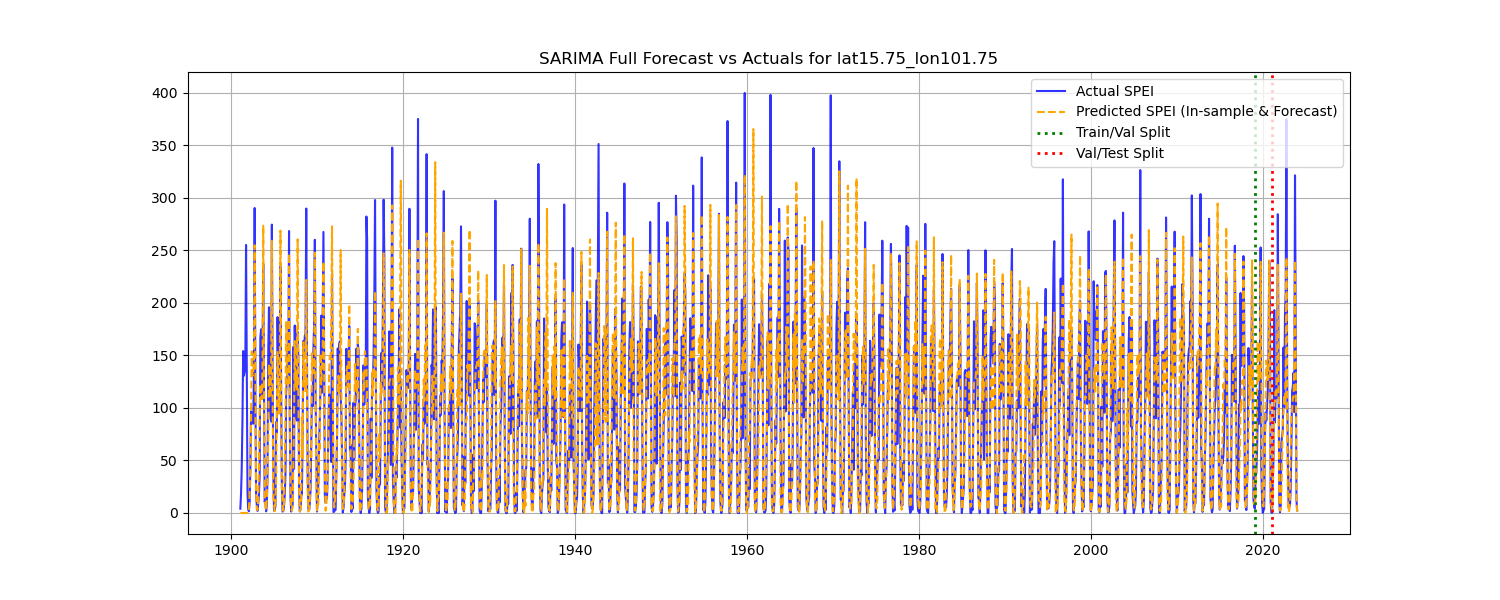 SARIMA Full Forecast vs Actuals for lat15.75_lon101.75
Actual SPEI
Predicted SPEI (In-sample & Forecast)
Train/Val Split
Val/Test Split
400
350
300
250
200
150
100
50
0
1900 1920 1940 1960 1980 2000 2020